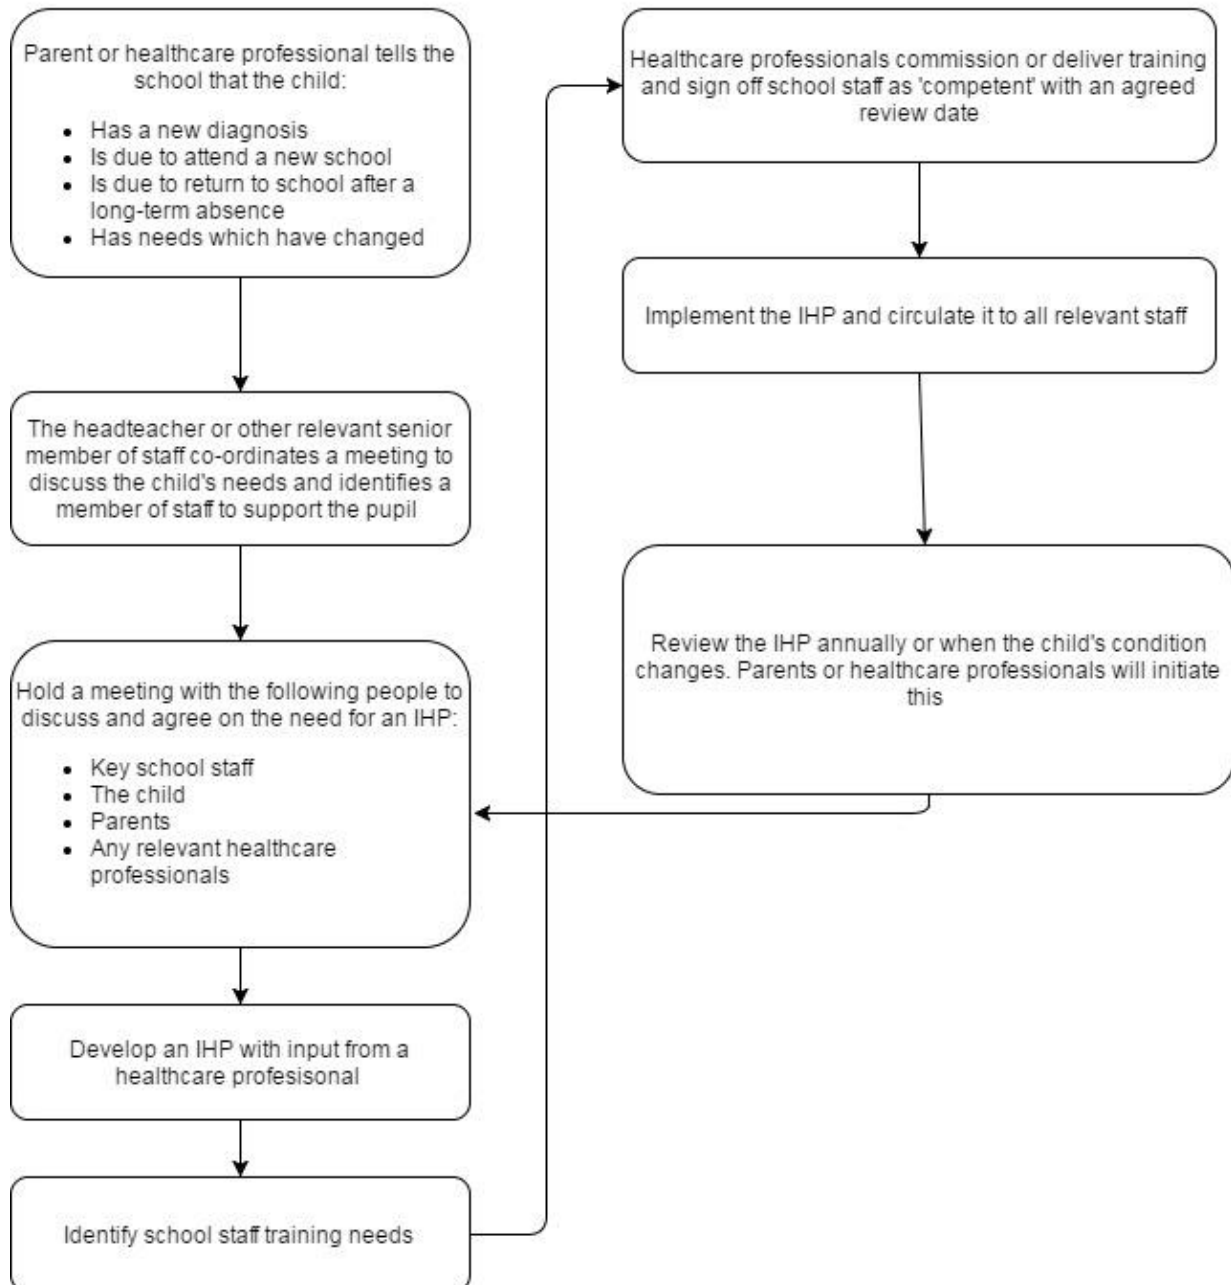 Parent or healthcare professional tells the
school that the child:
• Has a new diagnosis
• Is due to attend a new school
• Is due to return to school after a
long-term absence
• Has needs which have changed
The headteacher or other relevant senior
member of staff co-ordinates a meeting to
discuss the child's needs and identifies a
member of staff to support the pupil
Hold a meeting with the following people to
discuss and agree on the need for an IHP:
• Key school staff
• The child
• Parents
• Any relevant healthcare
professionals
Develop an IHP with input from a
healthcare profesisonal
Identify school staff training needs
Healthcare professionals commission or deliver training
and sign off school staff as 'competent' with an agreed
review date
Implement the IHP and circulate it to all relevant staff
Review the IHP annually or when the child's condition
changes. Parents or healthcare professionals will initiate
this